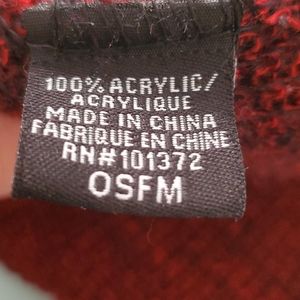 100% ACRYLIC/
ACRYLIQUE
MADE IN CHINA
FABRIQUE EN CHINE
RN#101372
OSFM